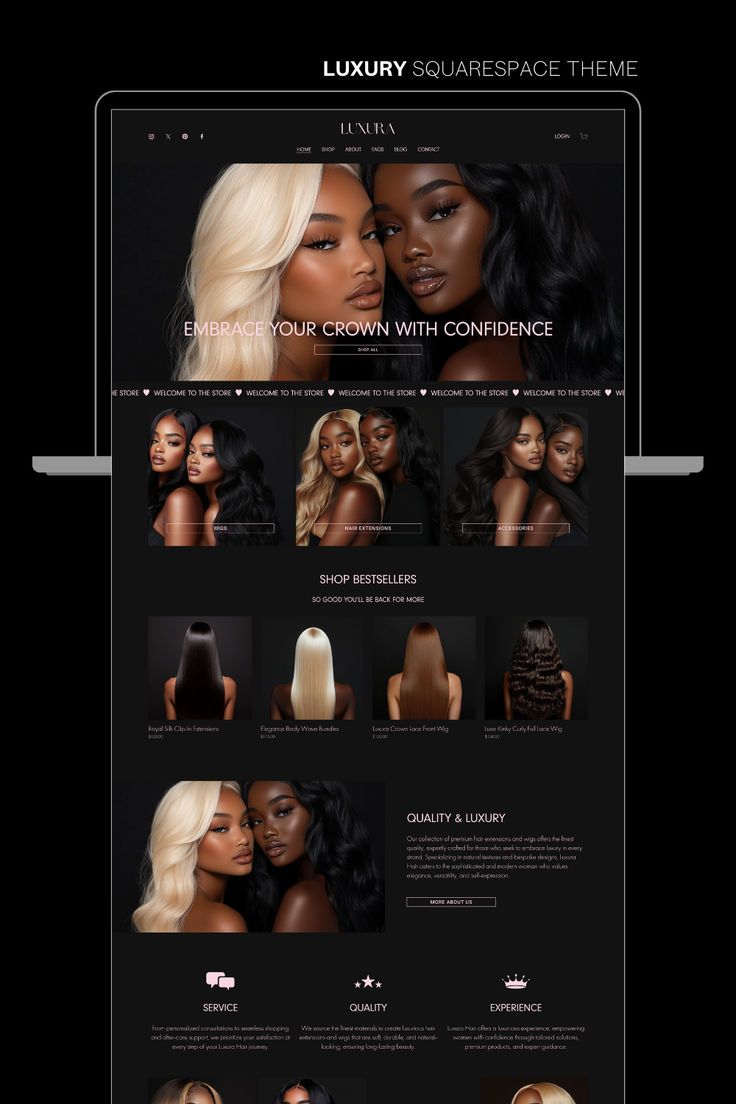 LUXURY SQUARESPACE THEME
LUXURA
LOGIN
HOME SHOP ABOUT FAQS BLOG CONTACT
EMBRACE YOUR CROWN WITH CONFIDENCE
SHOP ALL
HE STORE ♥ WELCOME TO THE STORE ♥ WELCOME TO THE STORE ♥ WELCOME TO THE STORE ♥ WELCOME TO THE STORE ♥ WELCOME TO THE STORE ♥ WE
WIGS
HAIR EXTENSIONS
ACCESSORIES
SHOP BESTSELLERS
SO GOOD YOU'LL BE BACK FOR MORE
Royal Silk Clip-In Extensions
Elegance Body Wave Bundles
Luxura Crown Lace Front Wig
Luxe Kinky Curly Full Lace Wig
QUALITY & LUXURY
Our collection of premium hair extensions and wigs offers the finest
quality, expertly crafted for those who seek to embrace luxury in every
strand. Specializing in natural textures and bespoke designs, Luxura
Hair caters to the sophisticated and modern woman who values
elegance, versatility, and self-expression.
MORE ABOUT US
SERVICE
From personalized consultations to seamless shopping
and after-care support, we prioritize your satisfaction at
every step of your Luxura Hair journey.
QUALITY
We source the finest materials to create luxurious hair
extensions and wigs that are soft, durable, and natural-
looking, ensuring long-lasting beauty.
EXPERIENCE
Luxura Hair offers a luxurious experience, empowering
women with confidence through tailored solutions,
premium products, and expert guidance.